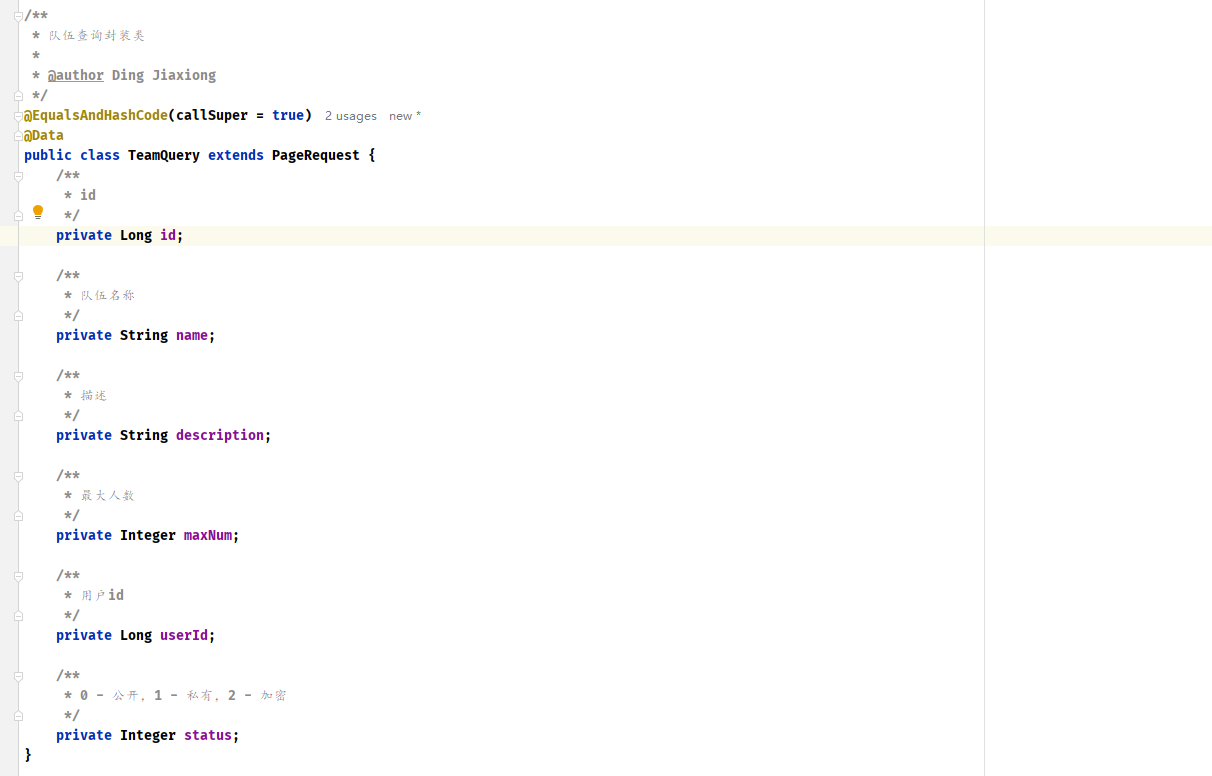 /**
 * 队伍查询封装类
 *
 * @author Ding Jiaxiong
 */
@EqualsAndHashCode(callSuper = true) 2 usages new *
@Data
public class TeamQuery extends PageRequest {
    /**
     * id
     */
    private Long id;

    /**
     * 队伍名称
     */
    private String name;

    /**
     * 描述
     */
    private String description;

    /**
     * 最大人数
     */
    private Integer maxNum;

    /**
     * 用户id
     */
    private Long userId;

    /**
     * 0 - 公开, 1 - 私有, 2 - 加密
     */
    private Integer status;
}